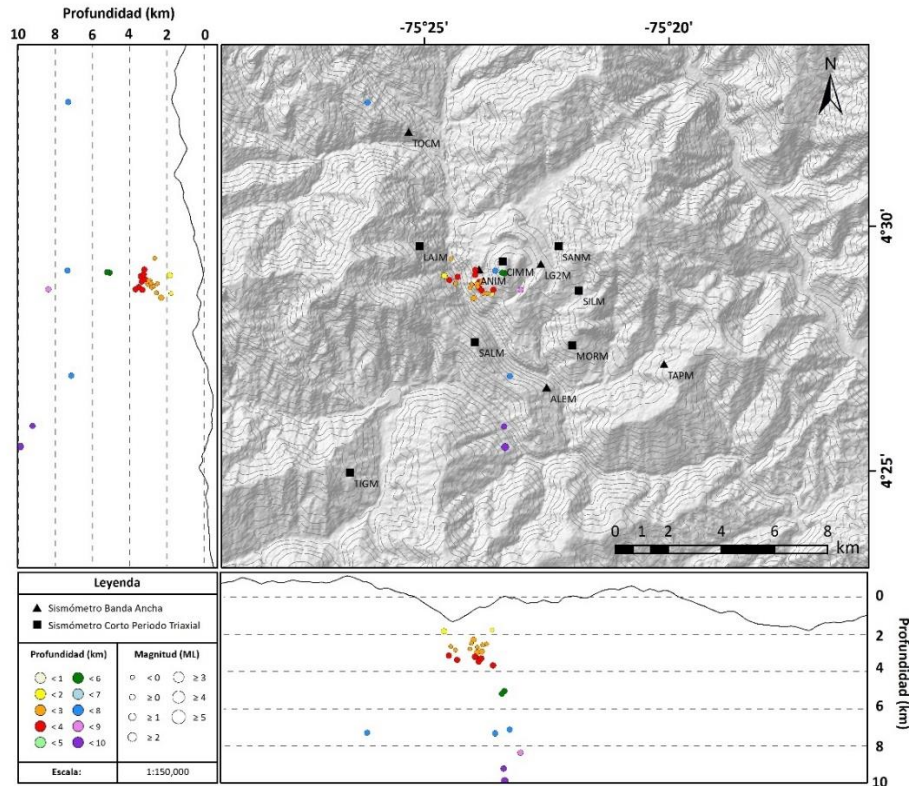 Profundidad (km)
10 8 6 4 2 0
-75°25' -75°20'
N
TOCM
4°30'
LAJM
SANM
CIMM
LG2M
ANIM
SILM
SALM
MORM
TAPM
ALEM
4°25'
TIGM
0 1 2 4 6 8
km
Leyenda
Sismómetro Banda Ancha
Sismómetro Corto Periodo Triaxial
Profundidad (km) Magnitud (ML)
< 1 < 6 < 0 ≥ 3
< 2 < 7 ≥ 0 ≥ 4
< 3 < 8 ≥ 1 ≥ 5
< 4 < 9 ≥ 2
< 5 < 10
Escala: 1:150,000
0
2
4
6
8
10
Profundidad (km)